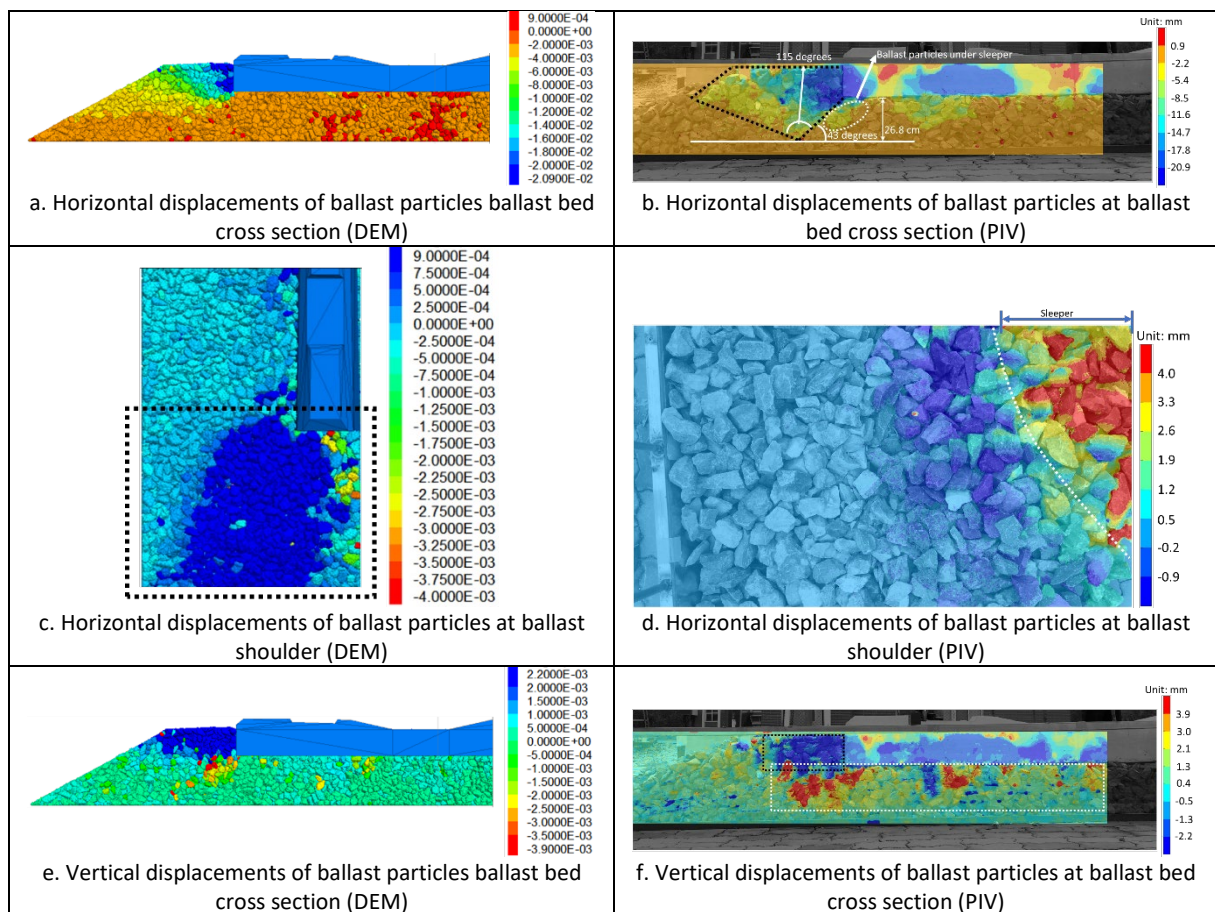 9.0000E-04
0.0000E+00
-2.0000E-03
-4.0000E-03
-6.0000E-03
-8.0000E-03
-1.0000E-02
-1.2000E-02
-1.4000E-02
-1.6000E-02
-1.8000E-02
-2.0000E-02
-2.0900E-02
Unit: mm
115 degrees
Ballast particles under sleeper
43 degrees
26.8 cm
0.9
-2.2
-5.4
-8.5
-11.6
-14.7
-17.8
-20.9
a. Horizontal displacements of ballast particles ballast bed
cross section (DEM)
b. Horizontal displacements of ballast particles at ballast
bed cross section (PIV)
9.0000E-04
7.5000E-04
5.0000E-04
2.5000E-04
0.0000E+00
-2.5000E-04
-5.0000E-04
-7.5000E-04
-1.0000E-03
-1.2500E-03
-1.5000E-03
-1.7500E-03
-2.0000E-03
-2.2500E-03
-2.5000E-03
-2.7500E-03
-3.0000E-03
-3.2500E-03
-3.5000E-03
-3.7500E-03
-4.0000E-03
Sleeper
Unit: mm
4.0
3.3
2.6
1.9
1.2
0.5
-0.2
-0.9
c. Horizontal displacements of ballast particles at ballast
shoulder (DEM)
d. Horizontal displacements of ballast particles at ballast
shoulder (PIV)
2.2000E-03
2.0000E-03
1.5000E-03
1.0000E-03
5.0000E-04
0.0000E+00
-5.0000E-04
-1.0000E-03
-1.5000E-03
-2.0000E-03
-2.5000E-03
-3.0000E-03
-3.5000E-03
-3.9000E-03
Unit: mm
3.9
3.0
2.1
1.3
0.4
-0.5
-1.3
-2.2
e. Vertical displacements of ballast particles ballast bed
cross section (DEM)
f. Vertical displacements of ballast particles at ballast bed
cross section (PIV)